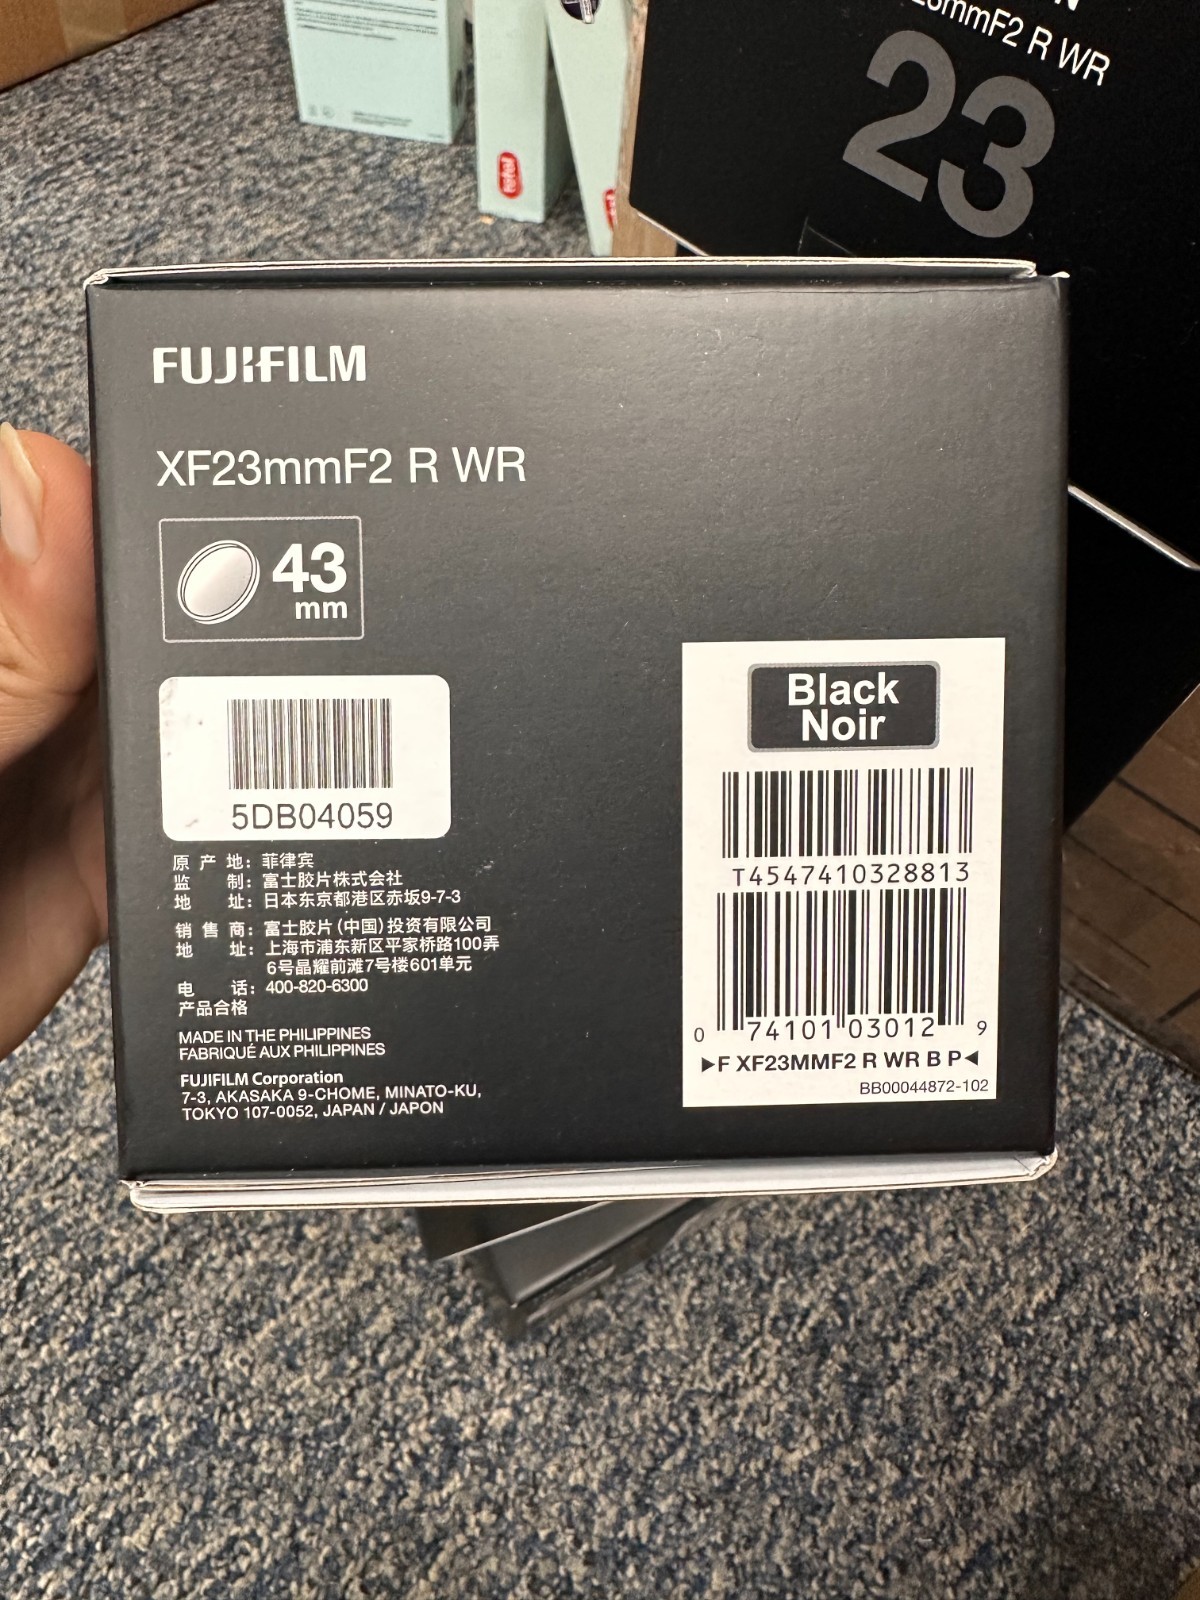 mmF2 R WR
23
totol
FUJIFILM
XF23mmF2 R WR
43
mm
5DB04059
Black
Noir
T4547410328813
0 74101 03012 9
▶F XF23MMF2 R WR B P◀
BB00044872-102
原产地：菲律宾
监制：富士胶片株式会社
地址：日本东京都港区赤坂9-7-3
销售商：富士胶片（中国）投资有限公司
地址：上海市浦东新区平家桥路100弄
6号晶耀前滩7号楼601单元
电话：400-820-6300
产品合格
MADE IN THE PHILIPPINES
FABRIQUÉ AUX PHILIPPINES
FUJIFILM Corporation
7-3, AKASAKA 9-CHOME, MINATO-KU,
TOKYO 107-0052, JAPAN / JAPON